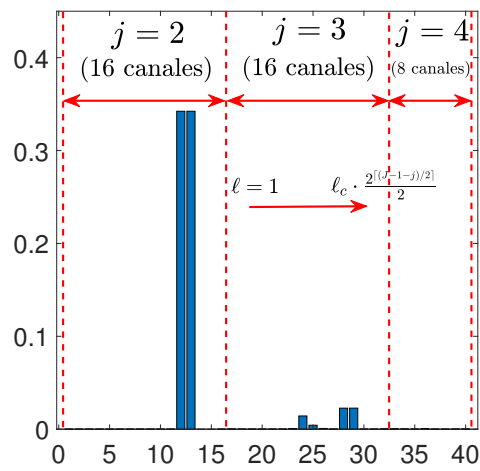 0.4
j = 2 j = 3 j = 4
(16 canales) (16 canales) (8 canales)
0.3
ℓ = 1 ℓ_c · 2^{⌈(J−1−j)/2⌉}/2
0.2
0.1
0
0 5 10 15 20 25 30 35 40